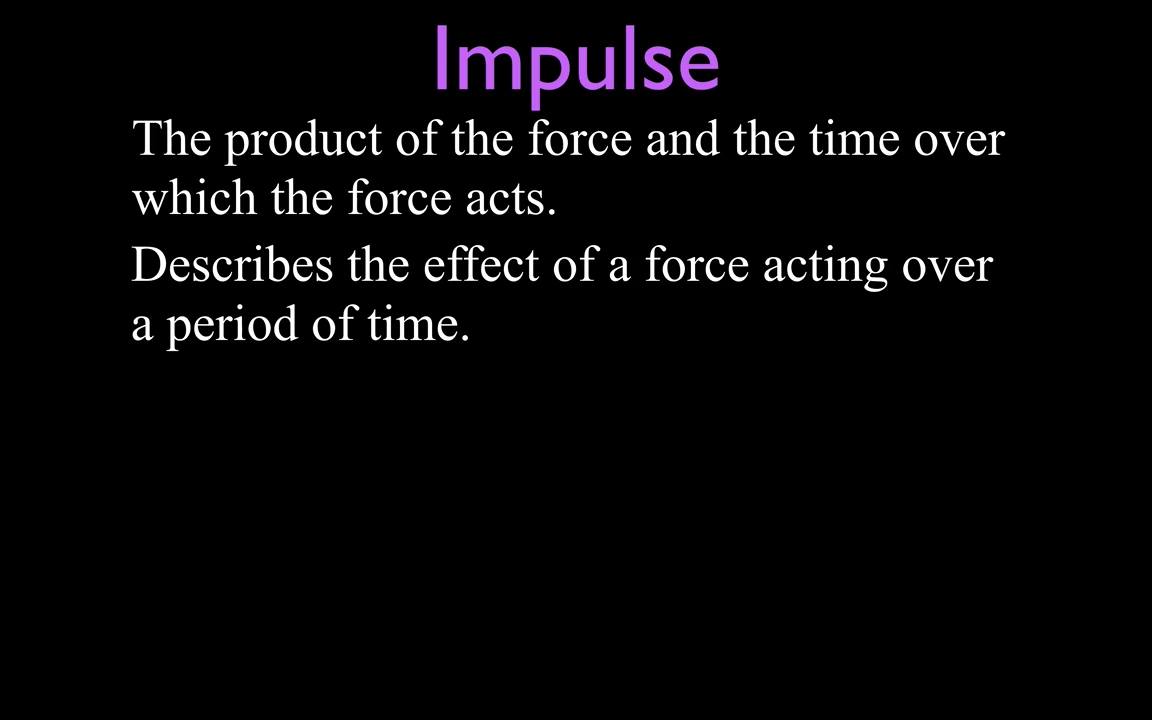 Impulse
The product of the force and the time over
which the force acts.
Describes the effect of a force acting over
a period of time.